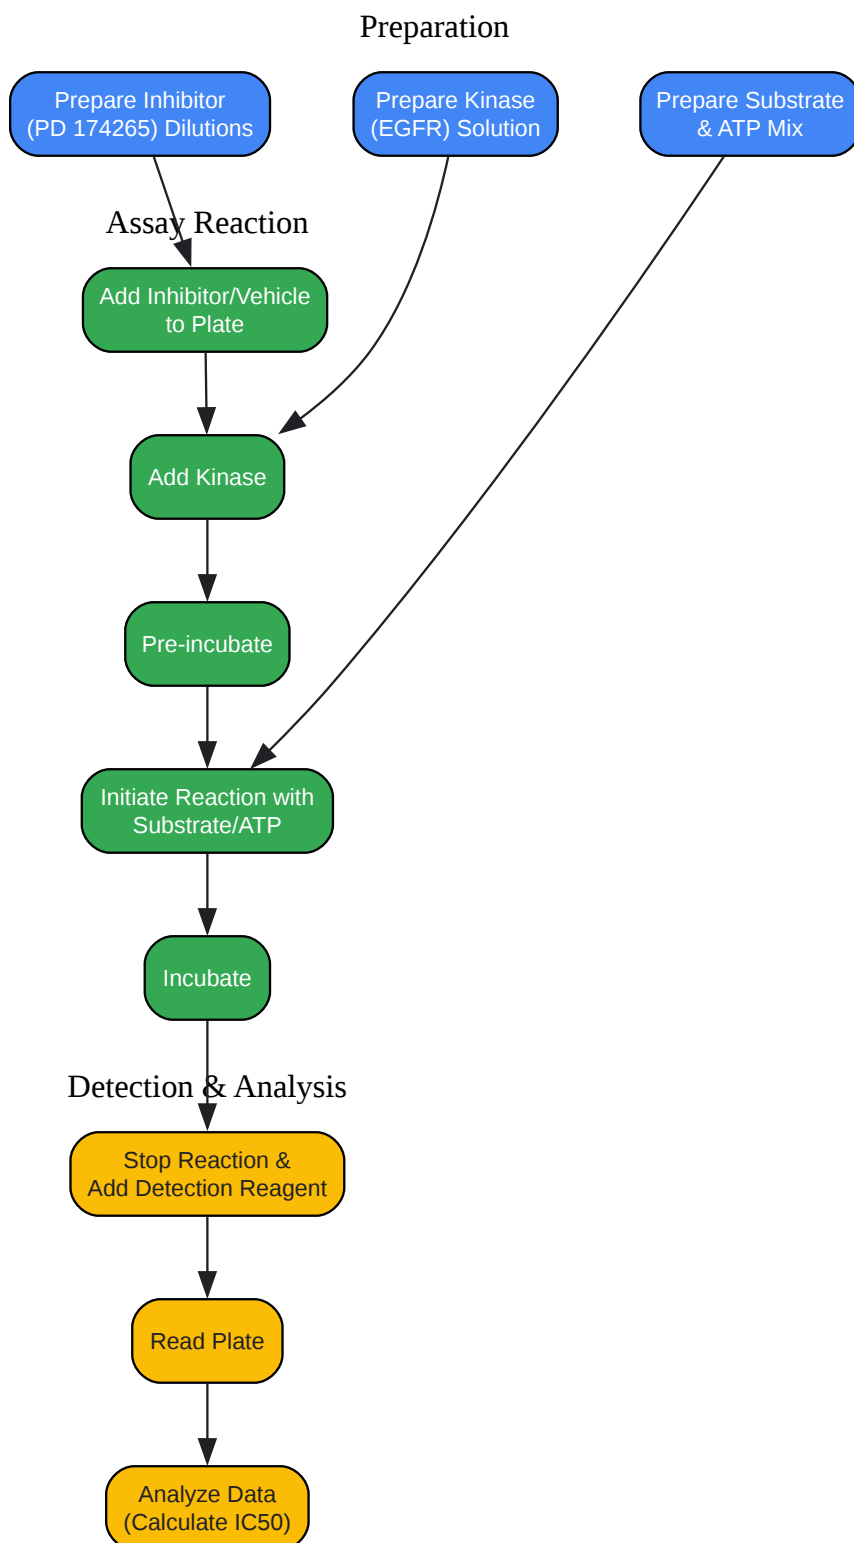 Preparation
Prepare Inhibitor
(PD 174265) Dilutions
Prepare Kinase
(EGFR) Solution
Prepare Substrate
& ATP Mix
Assay Reaction
Add Inhibitor/Vehicle
to Plate
Add Kinase
Pre-incubate
Initiate Reaction with
Substrate/ATP
Incubate
Detection & Analysis
Stop Reaction &
Add Detection Reagent
Read Plate
Analyze Data
(Calculate IC50)